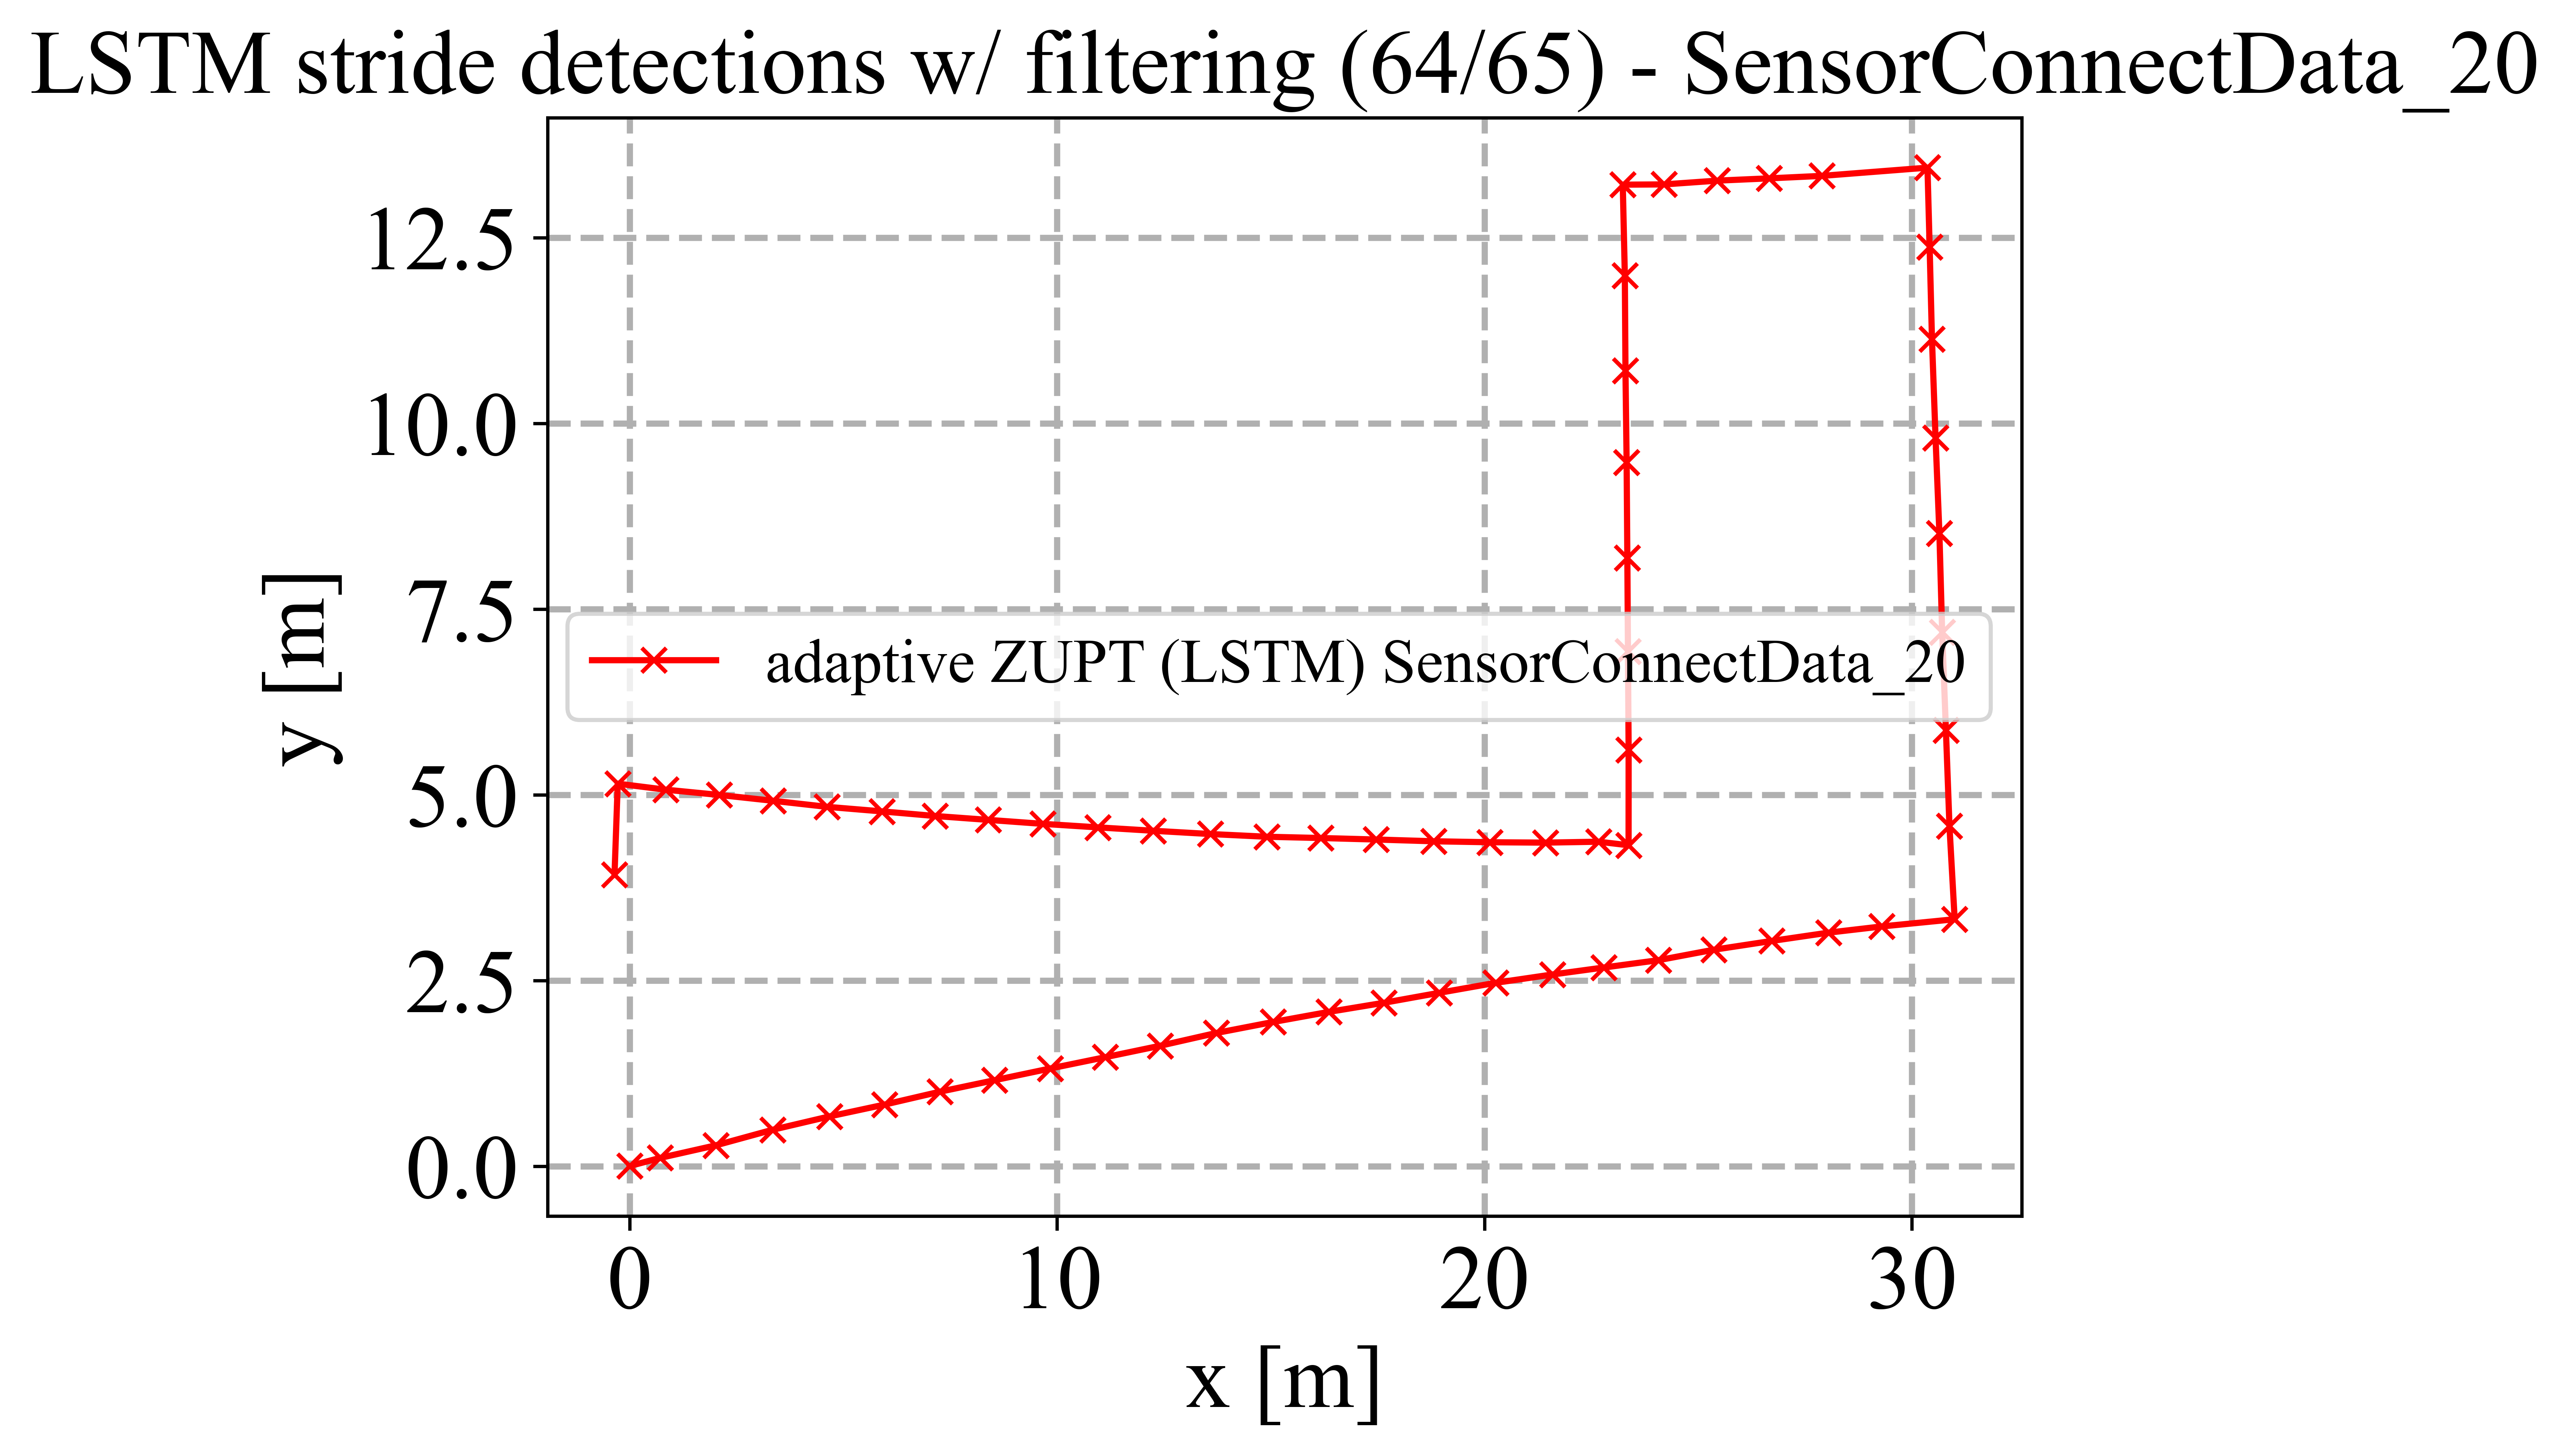 LSTM stride detections w/ filtering (64/65) - SensorConnectData_20
12.5
10.0
7.5
5.0
2.5
0.0
y [m]
adaptive ZUPT (LSTM) SensorConnectData_20
0 10 20 30
x [m]